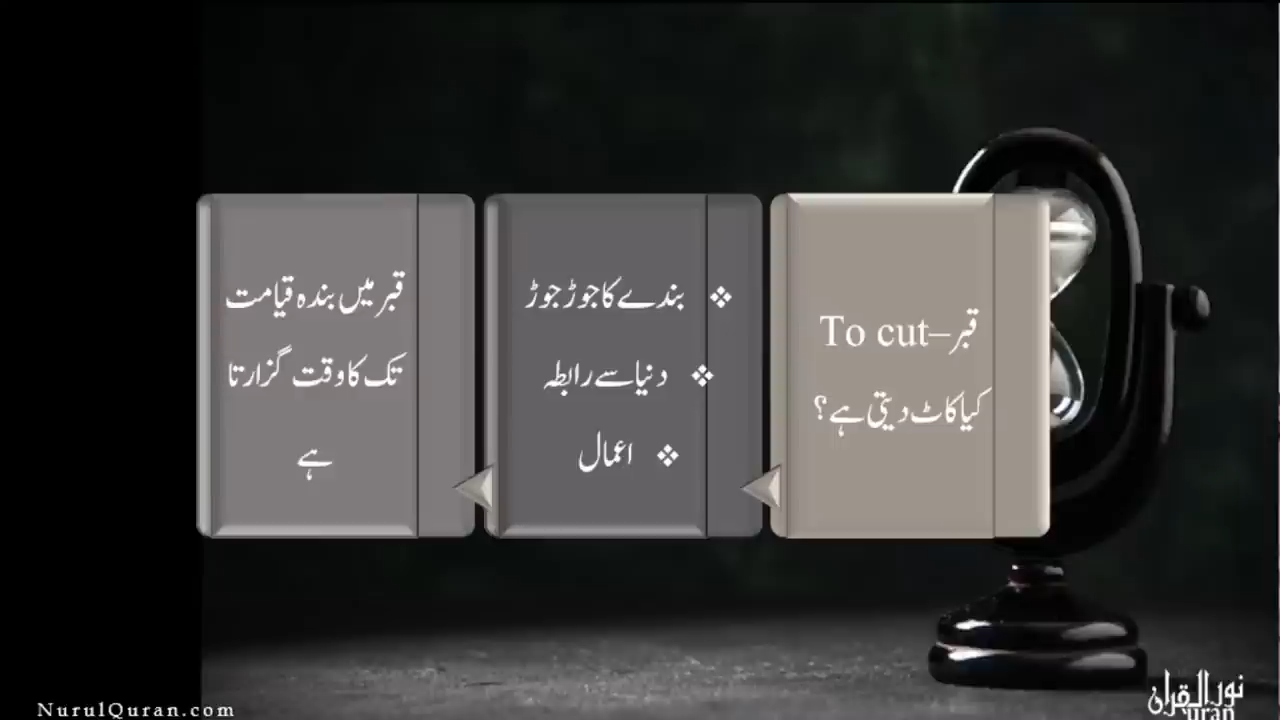 قبر–To cut
کیا کاٹ دیتی ہے؟
❖ بندے کا جوڑ جوڑ
❖ دنیا سے رابطہ
❖ اعمال
قبر میں بندہ قیامت
تک کا وقت گزارتا
ہے
NurulQuran.com
نور القرآن
uran